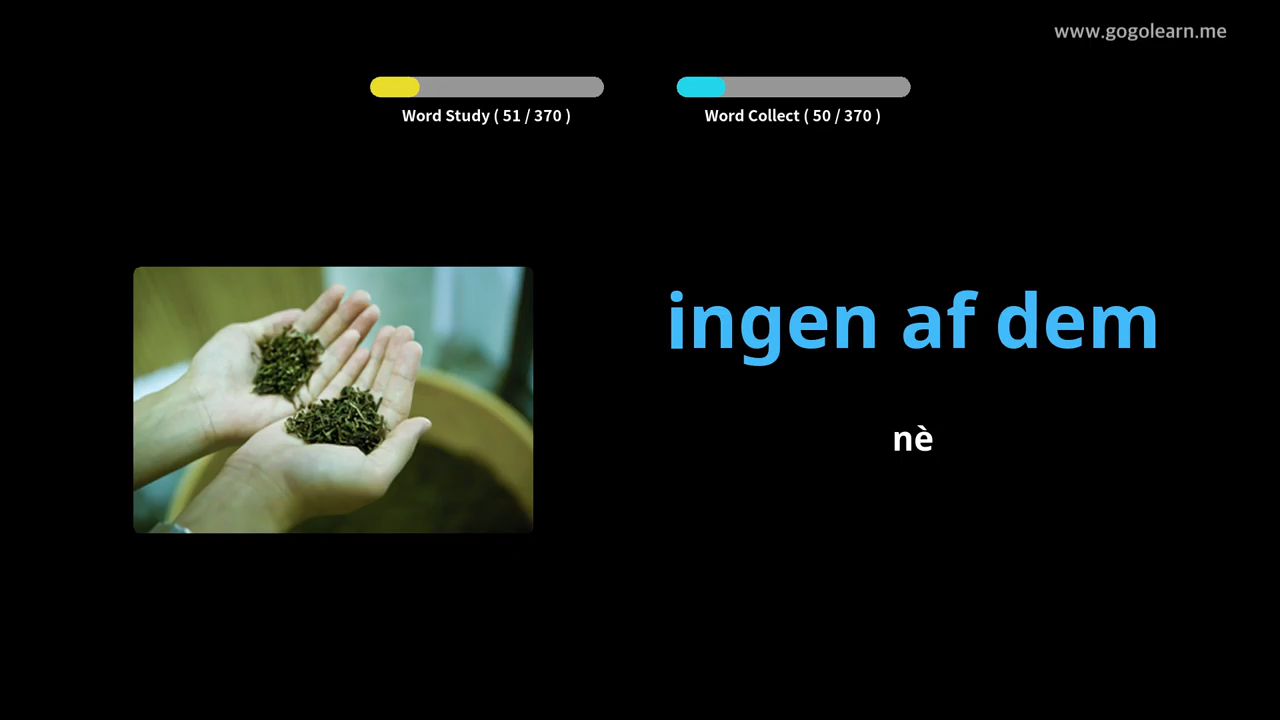 www.gogolearn.me
Word Study ( 51 / 370 )
Word Collect ( 50 / 370 )
ingen af dem
nè